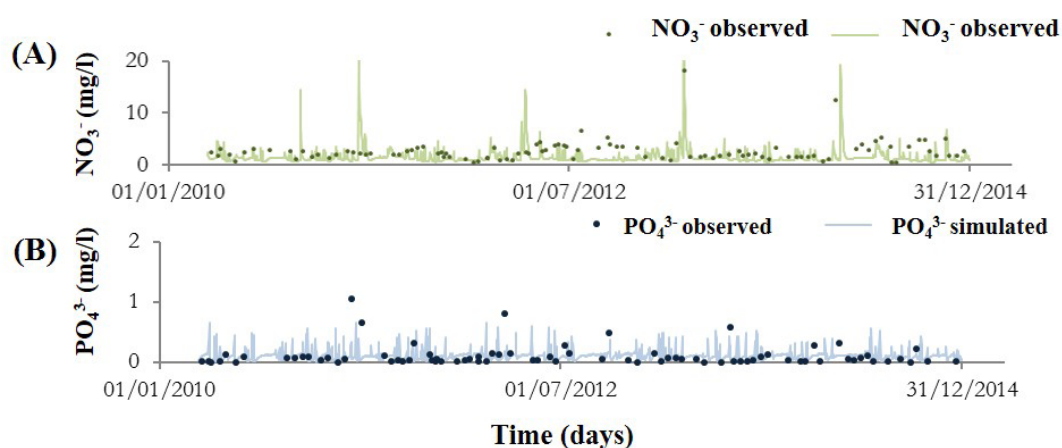 NO₃⁻ observed NO₃⁻ observed
(A)
NO₃⁻ (mg/l)
20
10
0
01/01/2010 01/07/2012 31/12/2014
PO₄³⁻ observed PO₄³⁻ simulated
(B)
PO₄³⁻ (mg/l)
2
1
0
01/01/2010 01/07/2012 31/12/2014
Time (days)